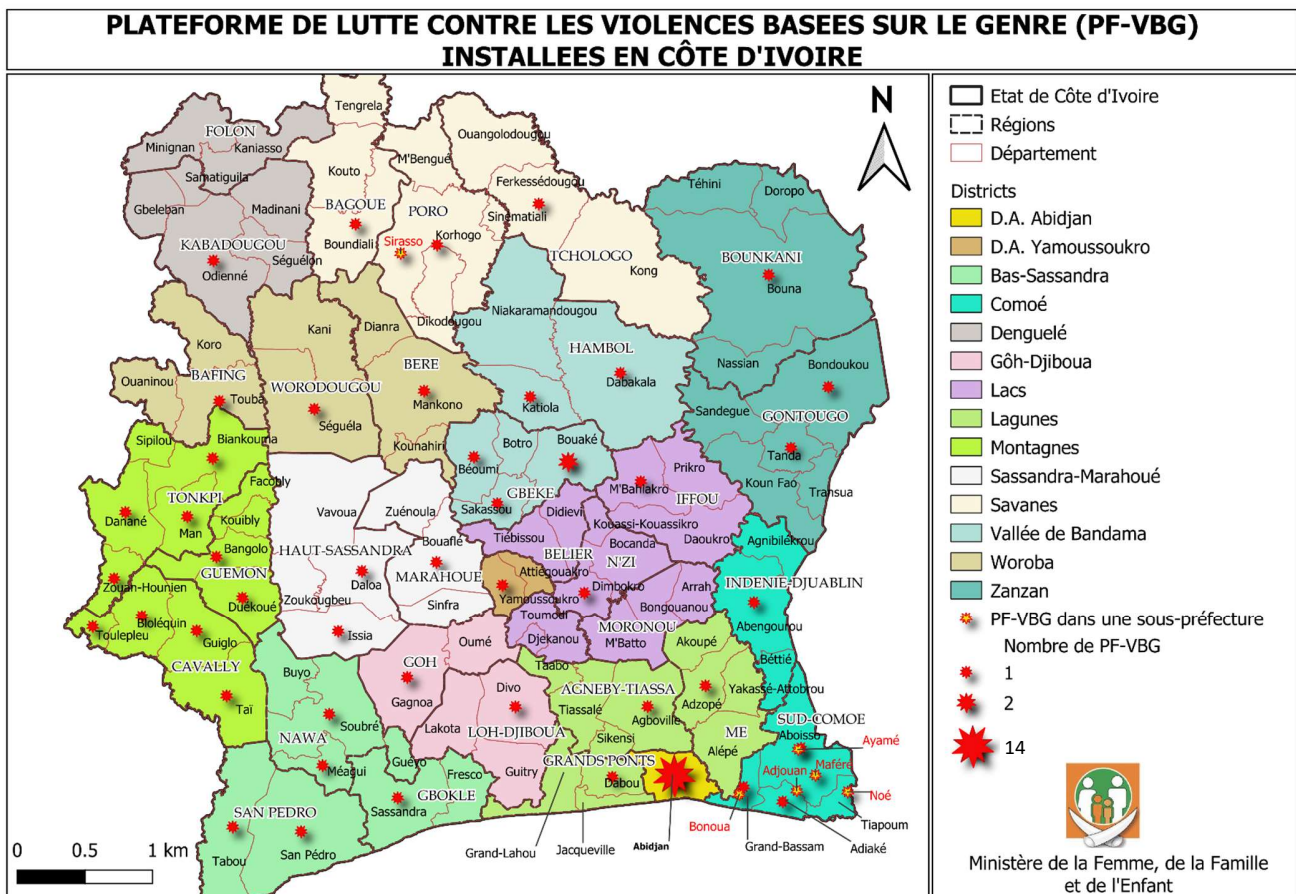 PLATEFORME DE LUTTE CONTRE LES VIOLENCES BASEES SUR LE GENRE (PF-VBG)
INSTALLEES EN CÔTE D'IVOIRE
N
Tengrela
FOLON
Minignan
Kaniasso
Samatiguila
Gbeleban
Madinani
KABADOUGOU
Odienné
Séguélon
Kouto
BAGOUE
Boundiali
M'Bengué
Ouangolodougou
PORO
Korhogo
Sirasso
Dikodougou
Ferkessédougou
Sinématiali
TCHOLOGO
Kong
Téhini
Doropo
BOUNKANI
Bouna
Nassian
Bondoukou
Sandegue
GONTOUGO
Tanda
Koun Fao
Transua
Niakaramandougou
HAMBOL
Dabakala
Katiola
Koro
Ouaninou
BAFING
Touba
Kani
WORODOUGOU
Séguéla
Dianra
BERE
Mankono
Kounahiri
Botro
Bouaké
Béoumi
GBEKE
Sakassou
Sipilou
Biankouma
TONKPI
Danané
Man
Zouan-Hounien
Facobly
Kouibly
Bangolo
GUEMON
Duékoué
Bloléquin
Toulepleu
Guiglo
CAVALLY
Taï
Vavoua
Zuénoula
HAUT-SASSANDRA
Daloa
Zoukougbeu
Issia
Bouaflé
MARAHOUE
Sinfra
Prikro
M'Bahiakro
IFFOU
Daoukro
Kouassi-Kouassikro
Didievi
Tiébissou
BELIER
Bocanda
N'ZI
Dimbokro
Attiégouakro
Yamoussoukro
Toumodi
Djekanou
Arrah
Bongouanou
MORONOU
M'Batto
Agnibilékrou
INDENIE-DJUABLIN
Abengourou
Béttié
Oumé
GOH
Gagnoa
Divo
LOH-DJIBOUA
Lakota
Guitry
Taabo
AGNEBY-TIASSA
Tiassalé
Agboville
Sikensi
Akoupé
Yakassé-Attobrou
Adzopé
ME
Alépé
GRANDS PONTS
Dabou
Buyo
Soubré
NAWA
Méagui
Guéyo
Fresco
GBOKLE
Sassandra
SAN PEDRO
Tabou
San Pédro
SUD-COMOE
Aboisso
Ayamé
Maféré
Adjouan
Noé
Bonoua
Tiapoum
Adiaké
Grand-Bassam
Abidjan
Jacqueville
Grand-Lahou
0 0.5 1 km
Etat de Côte d'Ivoire
Régions
Département
Districts
D.A. Abidjan
D.A. Yamoussoukro
Bas-Sassandra
Comoé
Denguelé
Gôh-Djiboua
Lacs
Lagunes
Montagnes
Sassandra-Marahoué
Savanes
Vallée de Bandama
Woroba
Zanzan
PF-VBG dans une sous-préfecture
Nombre de PF-VBG
1
2
14
Ministère de la Femme, de la Famille
et de l'Enfant